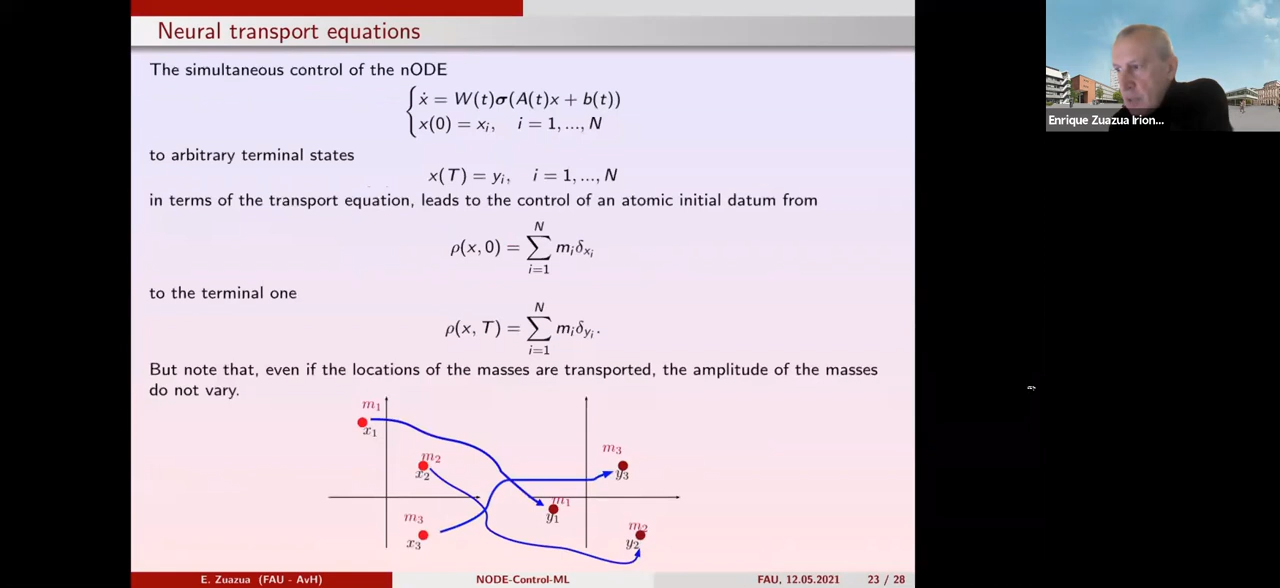 Neural transport equations
The simultaneous control of the nODE
ẋ = W(t)σ(A(t)x + b(t))
x(0) = xᵢ, i = 1, ..., N
to arbitrary terminal states
x(T) = yᵢ, i = 1, ..., N
in terms of the transport equation, leads to the control of an atomic initial datum from
N
ρ(x, 0) = ∑ mᵢδₓᵢ
i=1
to the terminal one
N
ρ(x, T) = ∑ mᵢδyᵢ.
i=1
But note that, even if the locations of the masses are transported, the amplitude of the masses
do not vary.
m₁
x₁
m₂
x₂
m₃
x₃
m₃
y₃
m₁
y₁
m₂
y₂
E. Zuazua (FAU - AvH) NODE-Control-ML FAU, 12.05.2021 23 / 28
Enrique Zuazua Irion...